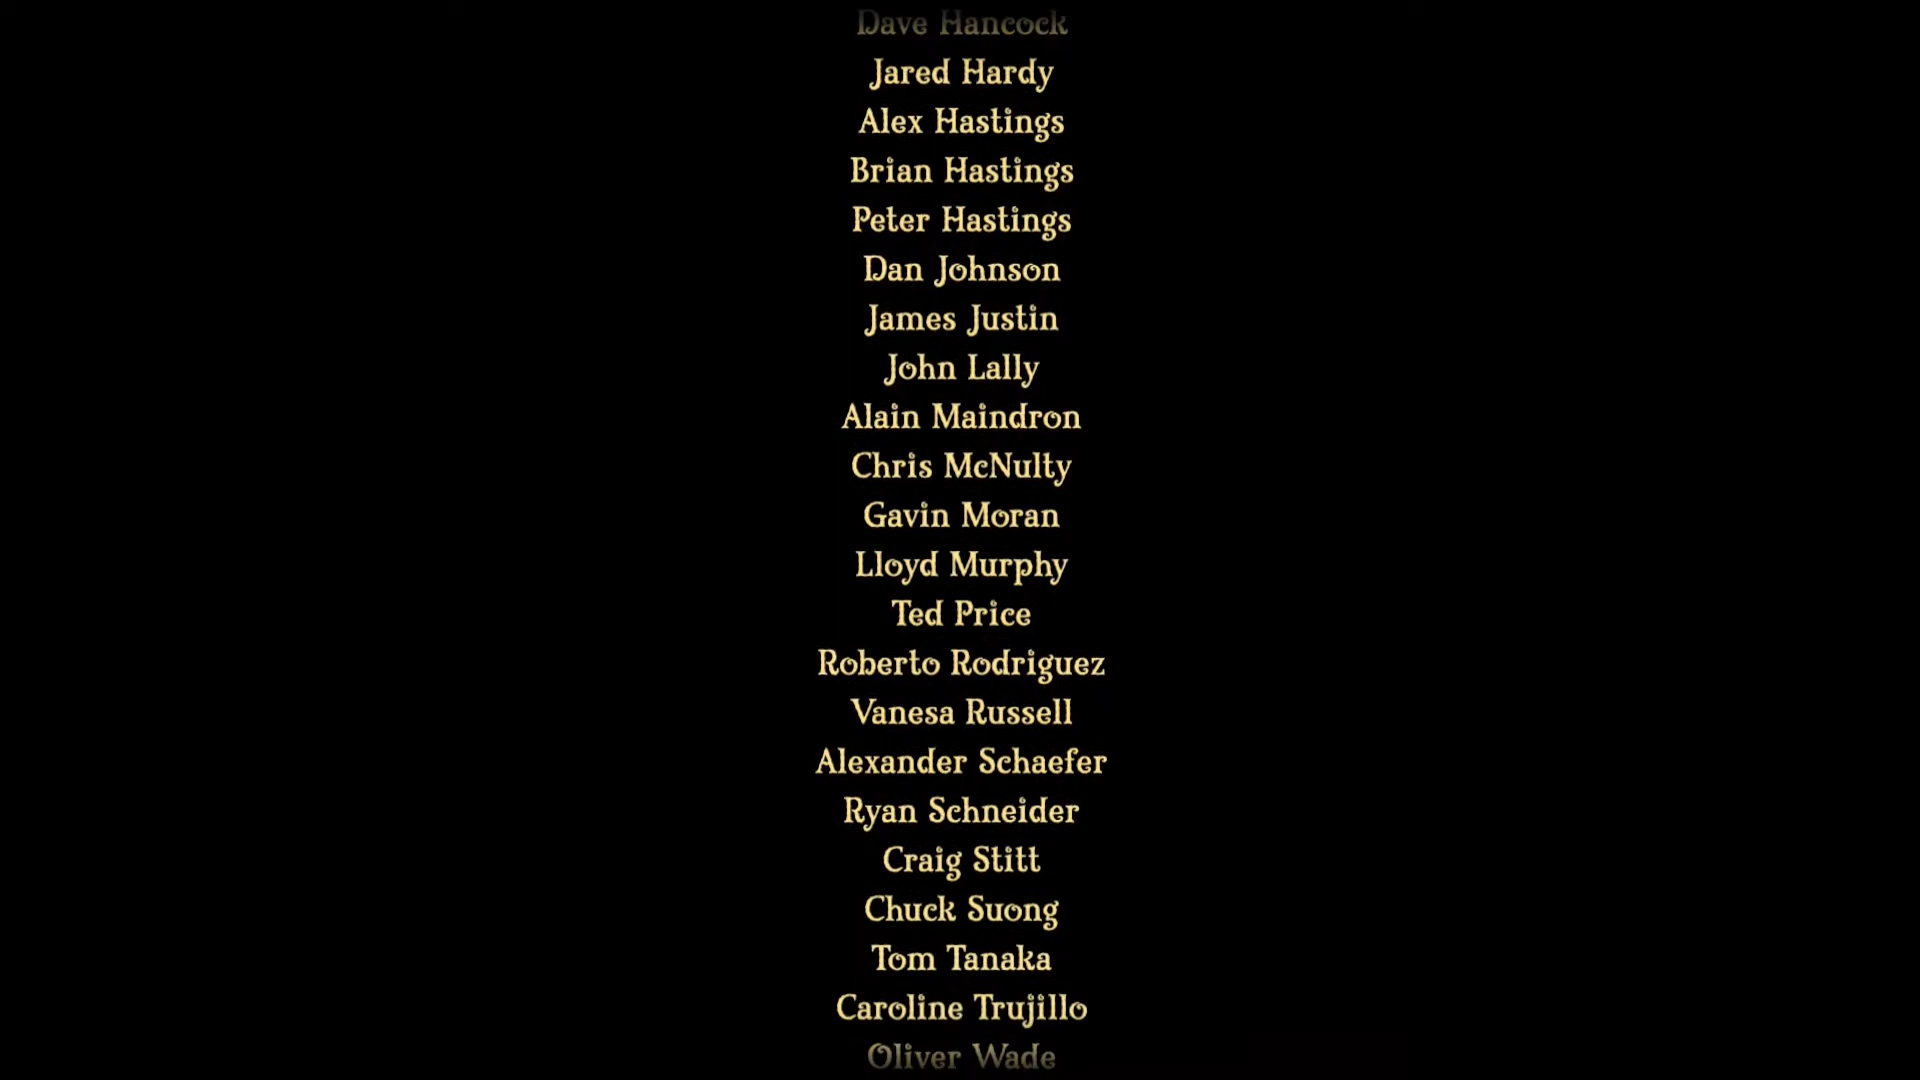 Dave Hancock
Jared Hardy
Alex Hastings
Brian Hastings
Peter Hastings
Dan Johnson
James Justin
John Lally
Alain Maindron
Chris McNulty
Gavin Moran
Lloyd Murphy
Ted Price
Roberto Rodriguez
Vanesa Russell
Alexander Schaefer
Ryan Schneider
Craig Stitt
Chuck Suong
Tom Tanaka
Caroline Trujillo
Oliver Wade